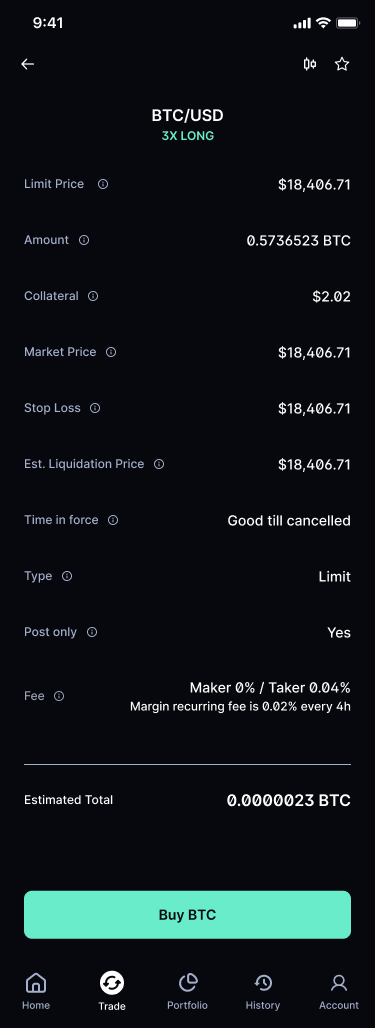 9:41
BTC/USD
3X LONG
Limit Price $18,406.71
Amount 0.5736523 BTC
Collateral $2.02
Market Price $18,406.71
Stop Loss $18,406.71
Est. Liquidation Price $18,406.71
Time in force Good till cancelled
Type Limit
Post only Yes
Fee Maker 0% / Taker 0.04%
Margin recurring fee is 0.02% every 4h
Estimated Total 0.0000023 BTC
Buy BTC
Home Trade Portfolio History Account